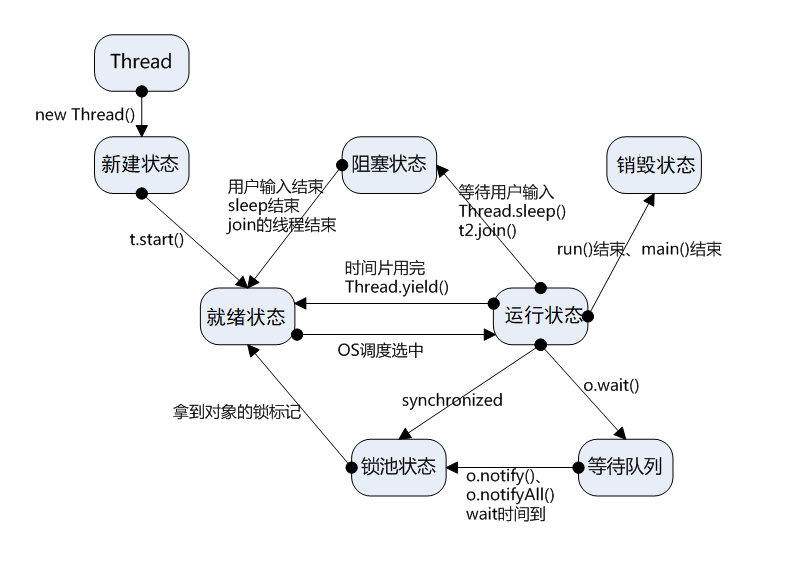 Thread
new Thread()
新建状态
阻塞状态
销毁状态
用户输入结束
sleep结束
join的线程结束
等待用户输入
Thread.sleep()
t2.join()
t.start()
run()结束、main()结束
时间片用完
Thread.yield()
就绪状态
运行状态
OS调度选中
synchronized
o.wait()
拿到对象的锁标记
锁池状态
等待队列
o.notify()、
o.notifyAll()
wait时间到